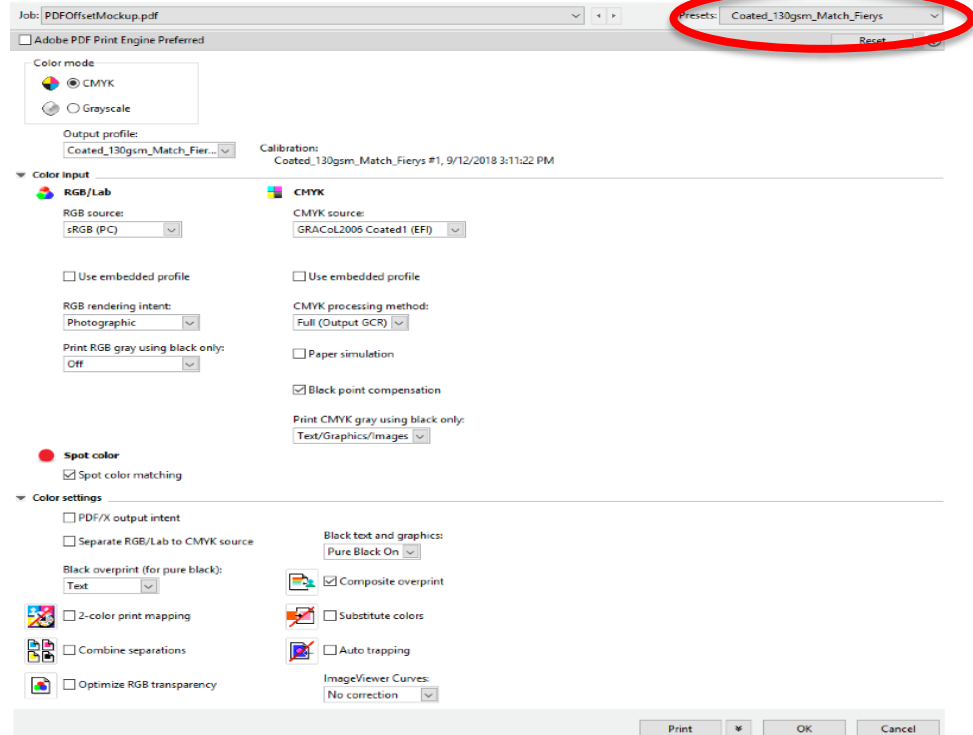 Job: PDFOffsetMockup.pdf Presets: Coated_130gsm_Match_Fierys
Adobe PDF Print Engine Preferred Reset
Color mode
CMYK
Grayscale
Output profile:
Coated_130gsm_Match_Fier...
Calibration:
Coated_130gsm_Match_Fierys #1, 9/12/2018 3:11:22 PM
Color input
RGB/Lab CMYK
RGB source: CMYK source:
sRGB (PC) GRACoL2006 Coated1 (EFI)
Use embedded profile Use embedded profile
RGB rendering intent: CMYK processing method:
Photographic Full (Output GCR)
Print RGB gray using black only:
Off
Paper simulation
Black point compensation
Print CMYK gray using black only:
Text/Graphics/Images
Spot color
Spot color matching
Color settings
PDF/X output intent
Separate RGB/Lab to CMYK source
Black text and graphics:
Pure Black On
Black overprint (for pure black):
Text
Composite overprint
2-color print mapping Substitute colors
Combine separations Auto trapping
Optimize RGB transparency
ImageViewer Curves:
No correction
Print OK Cancel